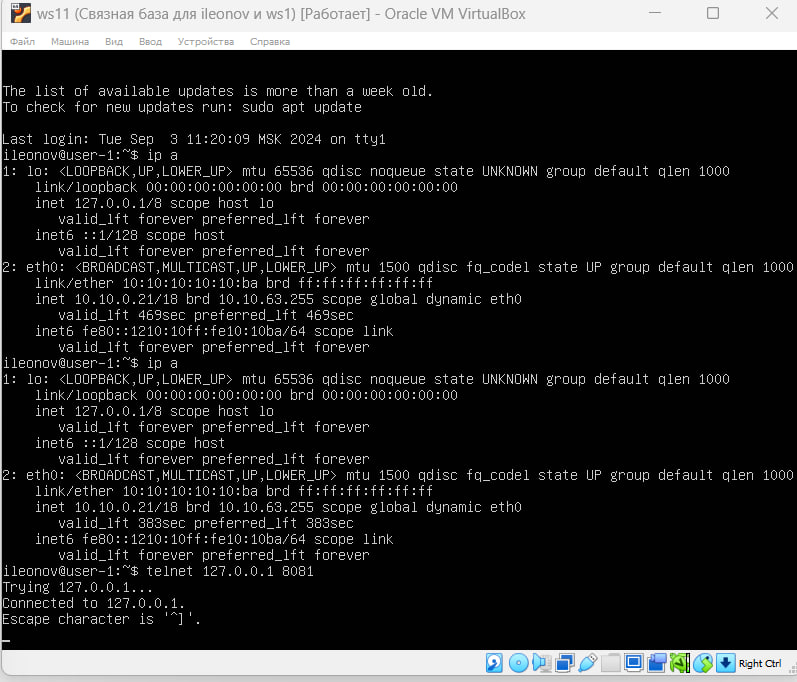 ws11 (Связная база для ileonov и ws1) [Работает] - Oracle VM VirtualBox
Файл Машина Вид Ввод Устройства Справка
The list of available updates is more than a week old.
To check for new updates run: sudo apt update
Last login: Tue Sep  3 11:20:09 MSK 2024 on tty1
ileonov@user-1:~$ ip a
1: lo: <LOOPBACK,UP,LOWER_UP> mtu 65536 qdisc noqueue state UNKNOWN group default qlen 1000
    link/loopback 00:00:00:00:00:00 brd 00:00:00:00:00:00
    inet 127.0.0.1/8 scope host lo
       valid_lft forever preferred_lft forever
    inet6 ::1/128 scope host
       valid_lft forever preferred_lft forever
2: eth0: <BROADCAST,MULTICAST,UP,LOWER_UP> mtu 1500 qdisc fq_codel state UP group default qlen 1000
    link/ether 10:10:10:10:10:ba brd ff:ff:ff:ff:ff:ff
    inet 10.10.0.21/18 brd 10.10.63.255 scope global dynamic eth0
       valid_lft 469sec preferred_lft 469sec
    inet6 fe80::1210:10ff:fe10:10ba/64 scope link
       valid_lft forever preferred_lft forever
ileonov@user-1:~$ ip a
1: lo: <LOOPBACK,UP,LOWER_UP> mtu 65536 qdisc noqueue state UNKNOWN group default qlen 1000
    link/loopback 00:00:00:00:00:00 brd 00:00:00:00:00:00
    inet 127.0.0.1/8 scope host lo
       valid_lft forever preferred_lft forever
    inet6 ::1/128 scope host
       valid_lft forever preferred_lft forever
2: eth0: <BROADCAST,MULTICAST,UP,LOWER_UP> mtu 1500 qdisc fq_codel state UP group default qlen 1000
    link/ether 10:10:10:10:10:ba brd ff:ff:ff:ff:ff:ff
    inet 10.10.0.21/18 brd 10.10.63.255 scope global dynamic eth0
       valid_lft 383sec preferred_lft 383sec
    inet6 fe80::1210:10ff:fe10:10ba/64 scope link
       valid_lft forever preferred_lft forever
ileonov@user-1:~$ telnet 127.0.0.1 8081
Trying 127.0.0.1...
Connected to 127.0.0.1.
Escape character is '^]'.
Right Ctrl